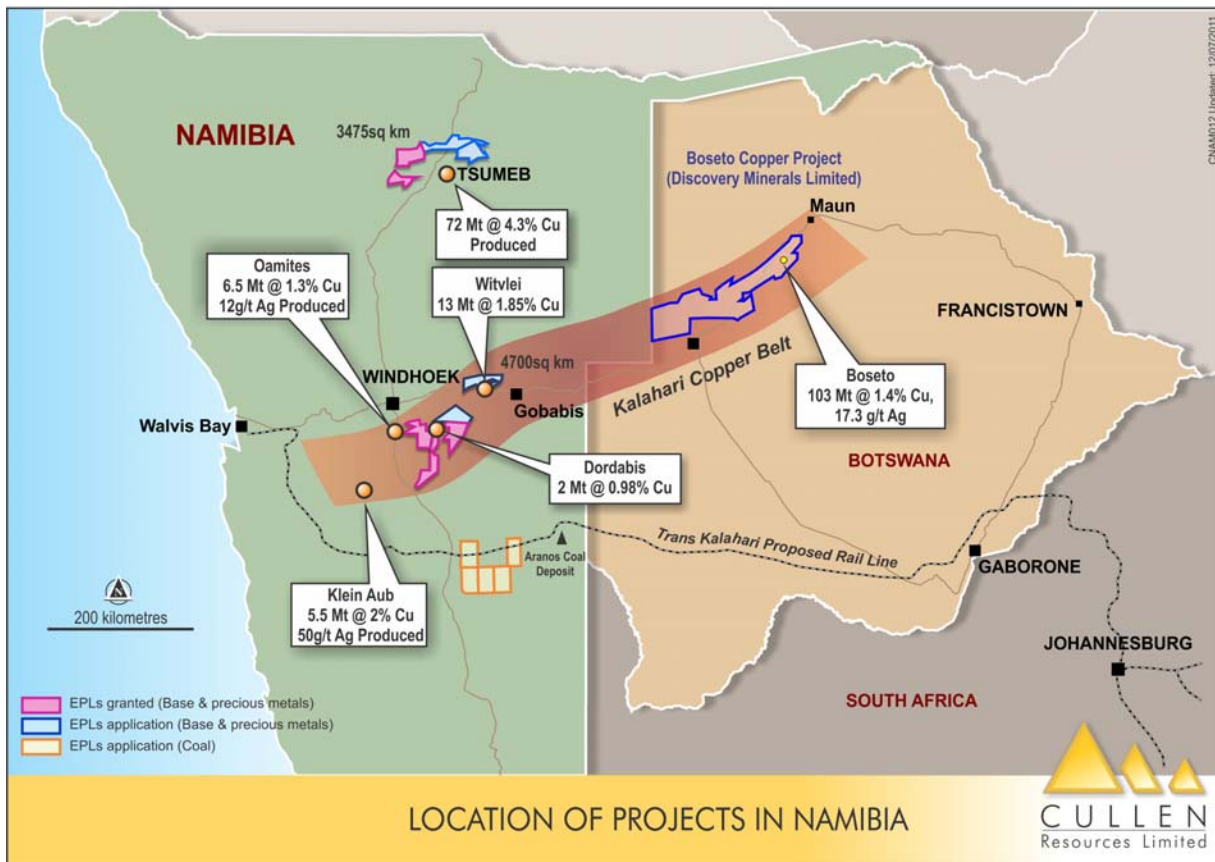 CNAM012 Updated: 12/07/2011
NAMIBIA
3475sq km
TSUMEB
72 Mt @ 4.3% Cu
Produced
Boseto Copper Project
(Discovery Minerals Limited)
Maun
Oamites
6.5 Mt @ 1.3% Cu
12g/t Ag Produced
Witvlei
13 Mt @ 1.85% Cu
FRANCISTOWN
4700sq km
WINDHOEK
Gobabis
Kalahari Copper Belt
Boseto
103 Mt @ 1.4% Cu,
17.3 g/t Ag
Walvis Bay
Dordabis
2 Mt @ 0.98% Cu
BOTSWANA
Aranos Coal
Deposit
Trans Kalahari Proposed Rail Line
GABORONE
200 kilometres
Klein Aub
5.5 Mt @ 2% Cu
50g/t Ag Produced
JOHANNESBURG
SOUTH AFRICA
EPLs granted (Base & precious metals)
EPLs application (Base & precious metals)
EPLs application (Coal)
LOCATION OF PROJECTS IN NAMIBIA
CULLEN
Resources Limited